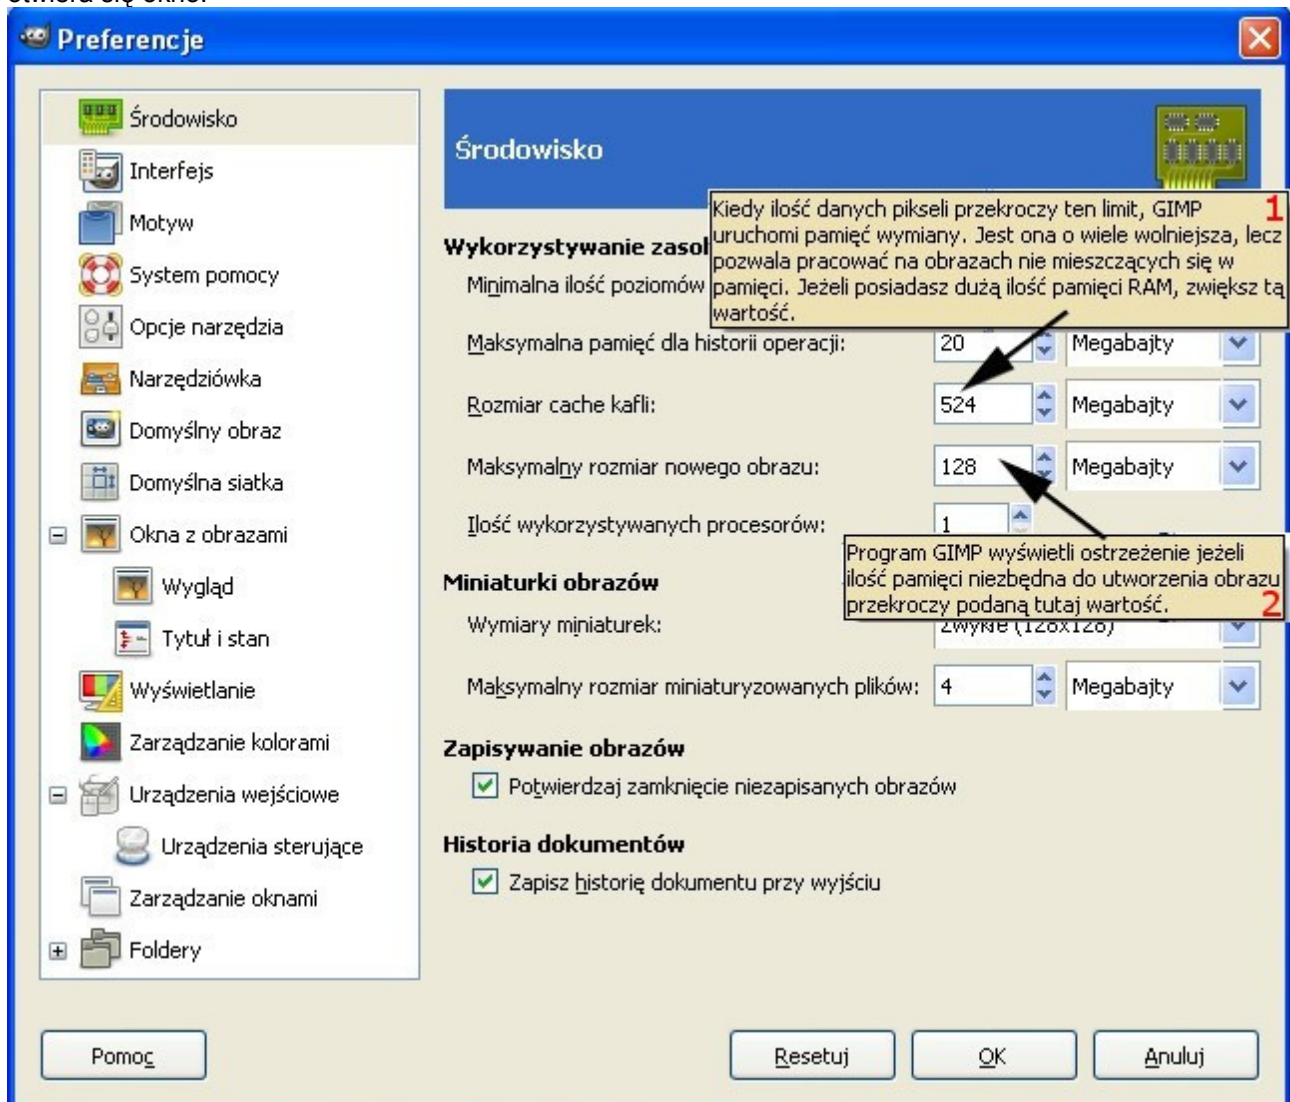 Preferencje
Środowisko
Interfejs
Motyw
System pomocy
Opcje narzędzia
Narzędziówka
Domyślny obraz
Domyślna siatka
Okna z obrazami
Wygląd
Tytuł i stan
Wyświetlanie
Zarządzanie kolorami
Urządzenia wejściowe
Urządzenia sterujące
Zarządzanie oknami
Foldery
Środowisko
Kiedy ilość danych pikseli przekroczy ten limit, GIMP 1
uruchomi pamięć wymiany. Jest ona o wiele wolniejsza, lecz
pozwala pracować na obrazach nie mieszczących się w
pamięci. Jeżeli posiadasz dużą ilość pamięci RAM, zwiększ tą
wartość.
Wykorzystywanie
Minimalna ilość poziomów
Maksymalna pamięć dla historii operacji: 20 Megabajty
Rozmiar cache kafli: 524 Megabajty
Maksymalny rozmiar nowego obrazu: 128 Megabajty
Ilość wykorzystywanych procesorów: 1
Program GIMP wyświetli ostrzeżenie jeżeli
ilość pamięci niezbędna do utworzenia obrazu
przekroczy podaną tutaj wartość. 2
Miniaturki obrazów
Wymiary miniaturek: Zwykłe (128x128)
Maksymalny rozmiar miniaturyzowanych plików: 4 Megabajty
Zapisywanie obrazów
Potwierdzaj zamknięcie niezapisanych obrazów
Historia dokumentów
Zapisz historię dokumentu przy wyjściu
Pomoc Resetuj OK Anuluj